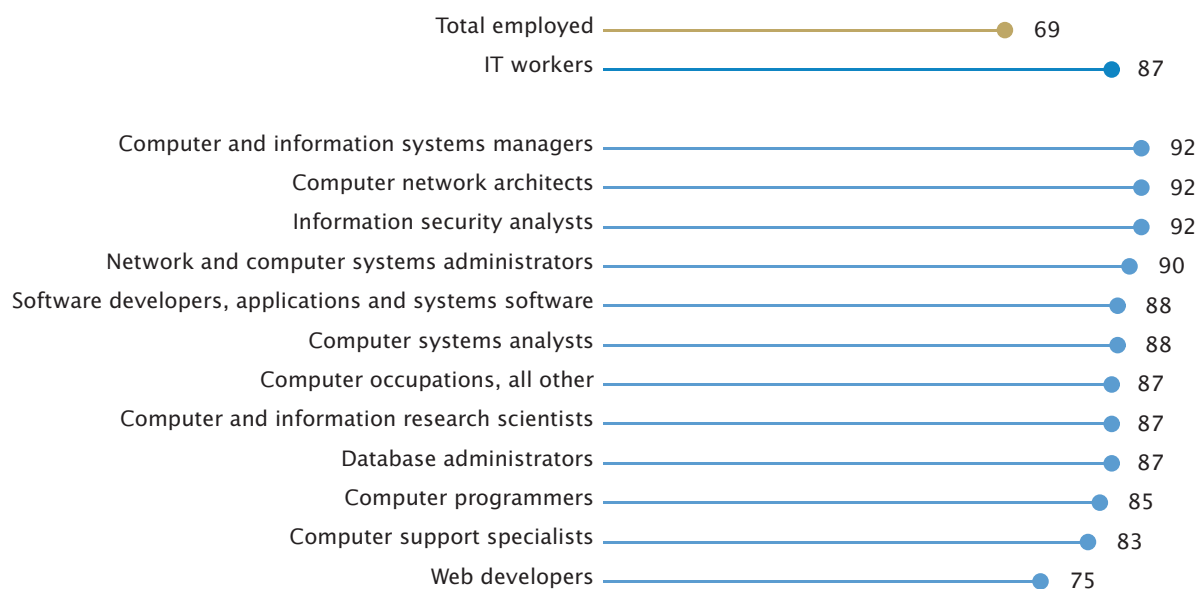 Total employed 69
IT workers 87
Computer and information systems managers 92
Computer network architects 92
Information security analysts 92
Network and computer systems administrators 90
Software developers, applications and systems software 88
Computer systems analysts 88
Computer occupations, all other 87
Computer and information research scientists 87
Database administrators 87
Computer programmers 85
Computer support specialists 83
Web developers 75